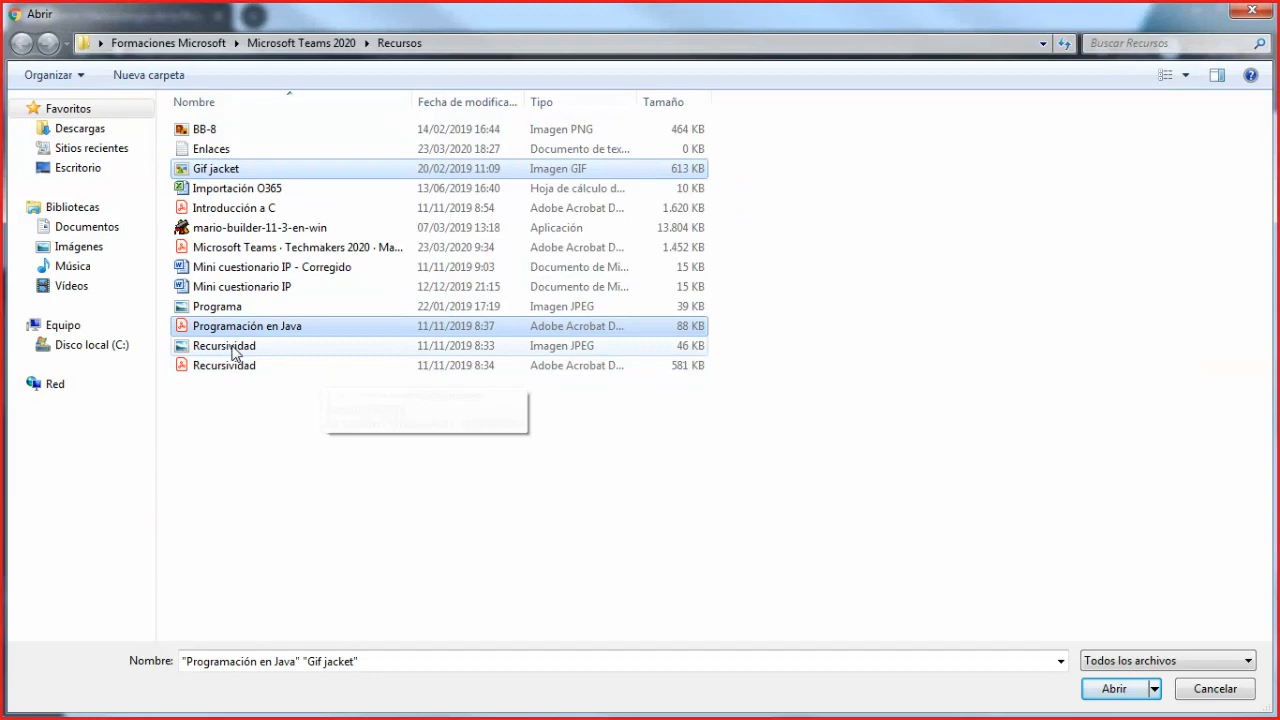 Abrir
Formaciones Microsoft Microsoft Teams 2020 Recursos
Buscar Recursos
Organizar Nueva carpeta
Nombre Fecha de modifica... Tipo Tamaño
Favoritos
Descargas
Sitios recientes
Escritorio
Bibliotecas
Documentos
Imágenes
Música
Vídeos
Equipo
Disco local (C:)
Red
BB-8 14/02/2019 16:44 Imagen PNG 464 KB
Enlaces 23/03/2020 18:27 Documento de tex... 0 KB
Gif jacket 20/02/2019 11:09 Imagen GIF 613 KB
Importación O365 13/06/2019 16:40 Hoja de cálculo d... 10 KB
Introducción a C 11/11/2019 8:54 Adobe Acrobat D... 1.620 KB
mario-builder-11-3-en-win 07/03/2019 13:18 Aplicación 13.804 KB
Microsoft Teams · Techmakers 2020 · Ma... 23/03/2020 9:34 Adobe Acrobat D... 1.452 KB
Mini cuestionario IP - Corregido 11/11/2019 9:03 Documento de Mi... 15 KB
Mini cuestionario IP 12/12/2019 21:15 Documento de Mi... 15 KB
Programa 22/01/2019 17:19 Imagen JPEG 39 KB
Programación en Java 11/11/2019 8:37 Adobe Acrobat D... 88 KB
Recursividad 11/11/2019 8:33 Imagen JPEG 46 KB
Recursividad 11/11/2019 8:34 Adobe Acrobat D... 581 KB
Nombre: "Programación en Java" "Gif jacket"
Todos los archivos
Abrir Cancelar